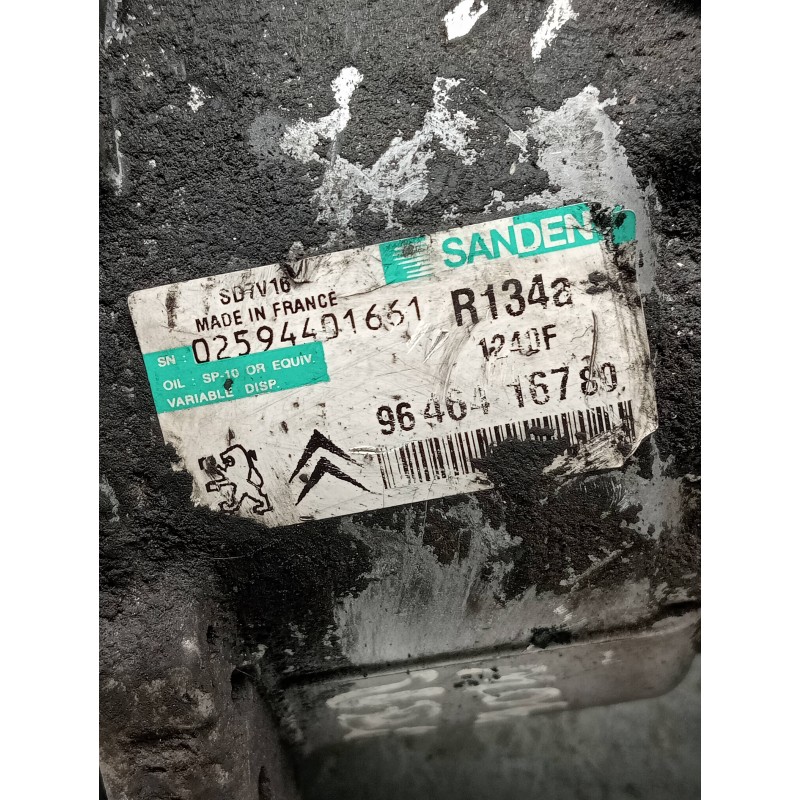 SANDEN
SD7V16
MADE IN FRANCE
R134a
SN : 02594401661
1240F
OIL : SP-10 OR EQUIV.
VARIABLE DISP.
96 464 167 80